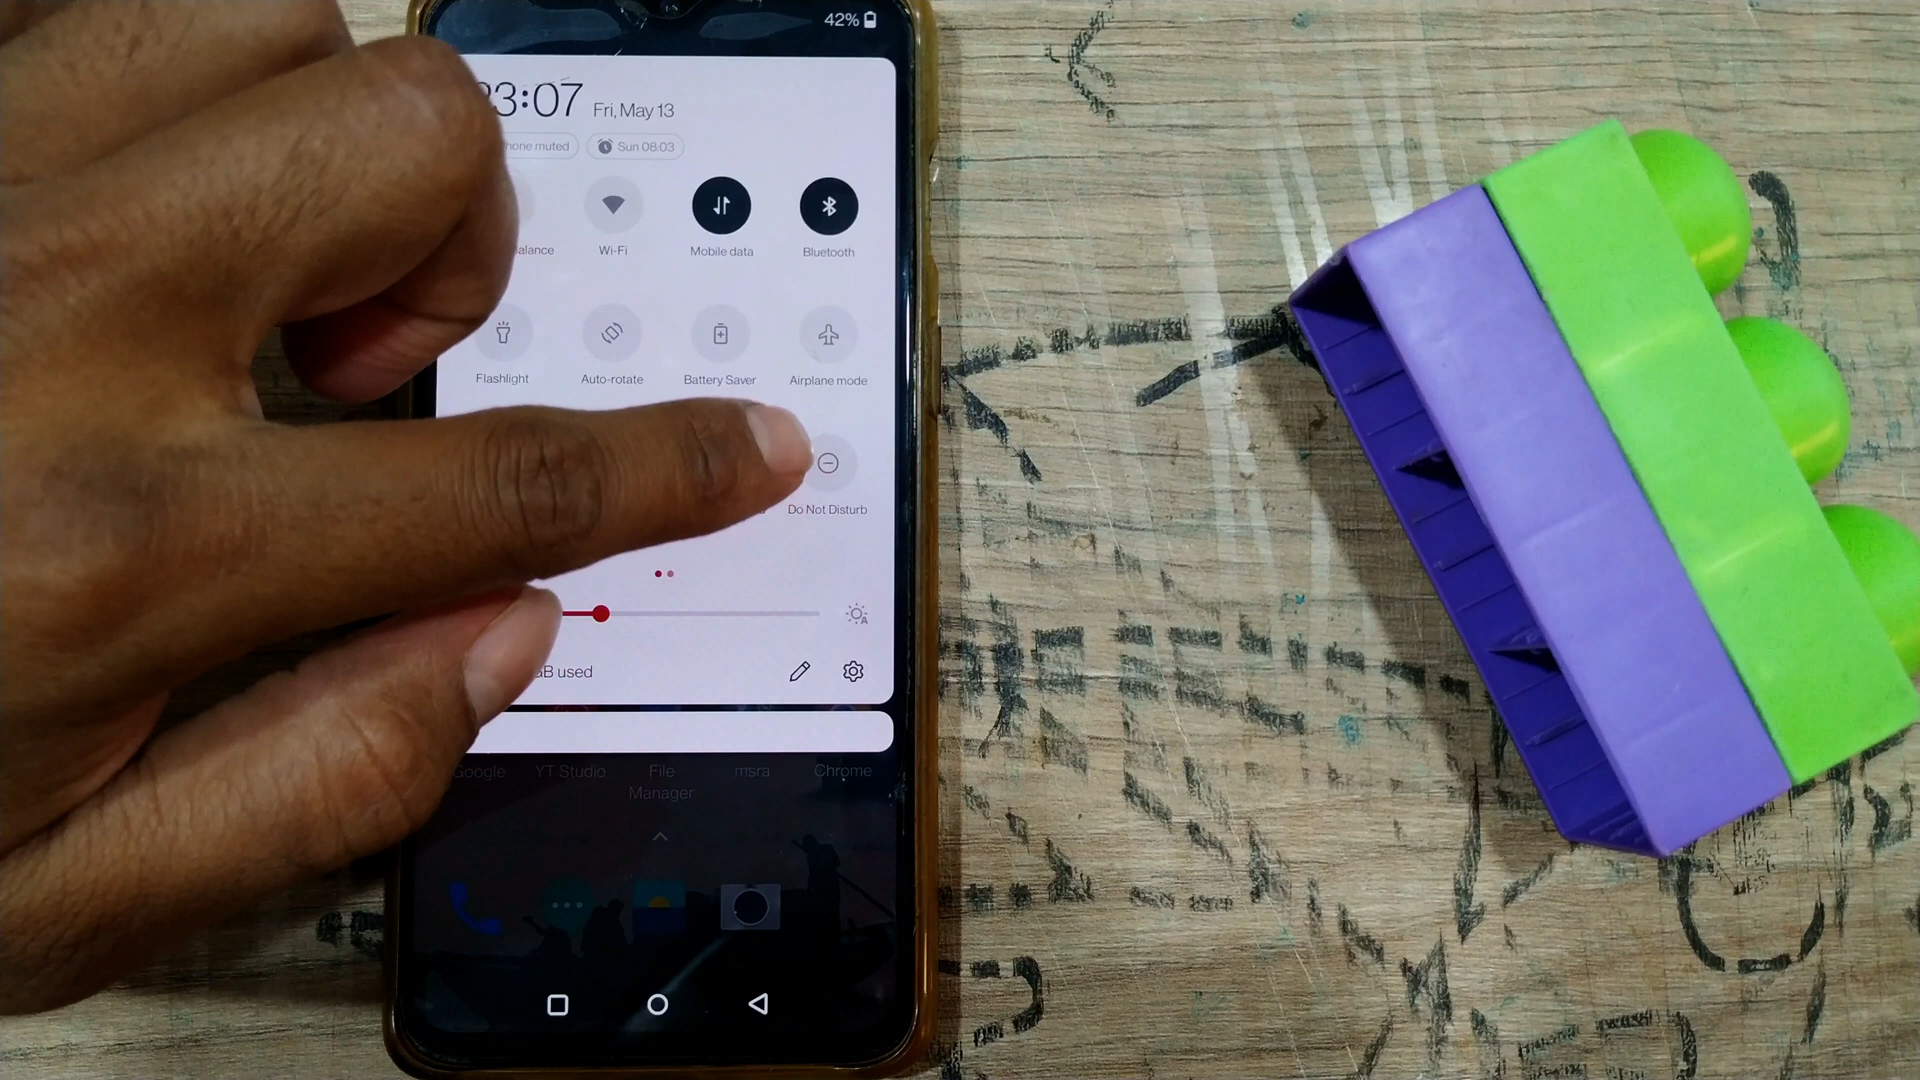 42%
3:07 Fri, May 13
hone muted Sun 08:03
alance Wi-Fi Mobile data Bluetooth
Flashlight Auto-rotate Battery Saver Airplane mode
Do Not Disturb
GB used
Google YT Studio File Manager msra Chrome